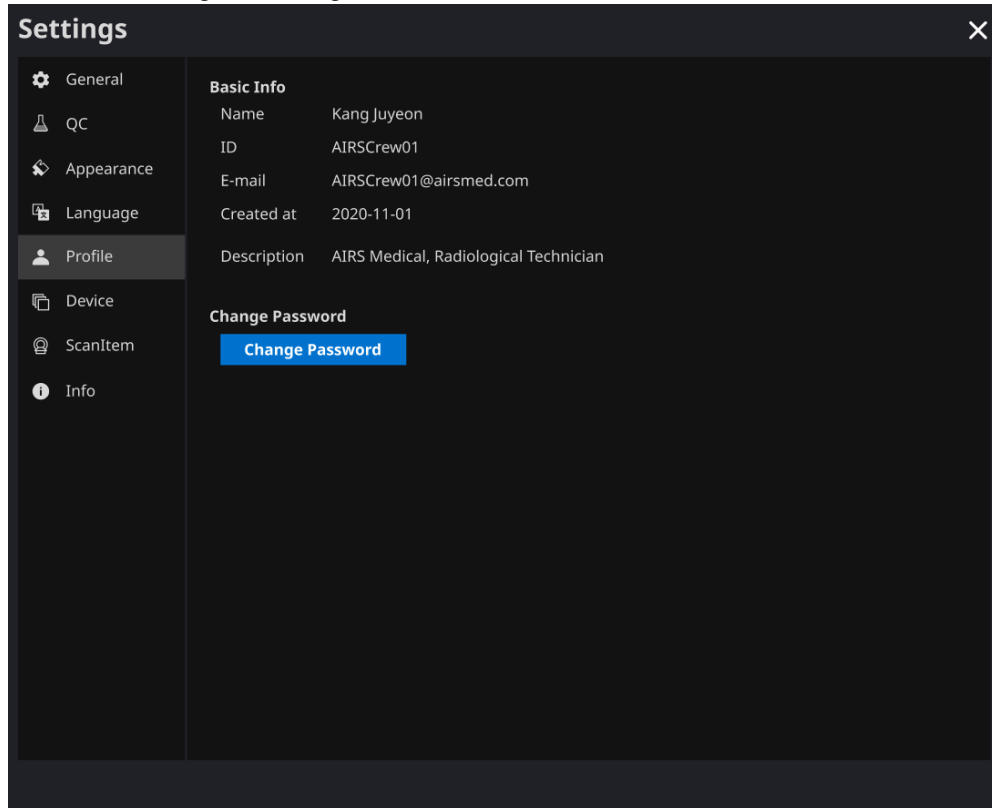 Settings
General
QC
Appearance
Language
Profile
Device
ScanItem
Info
Basic Info
Name Kang Juyeon
ID AIRSCrew01
E-mail AIRSCrew01@airsmed.com
Created at 2020-11-01
Description AIRS Medical, Radiological Technician
Change Password
Change Password